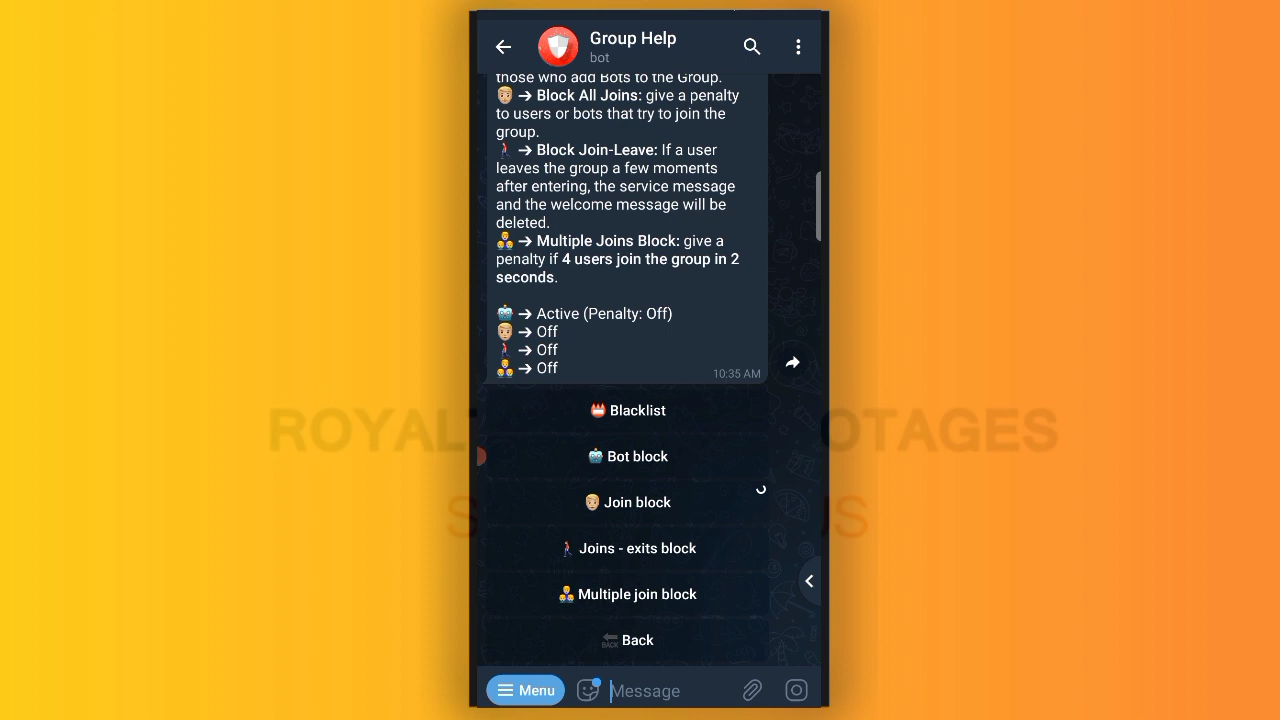 Group Help
bot
those who add Bots to the Group.
→ Block All Joins: give a penalty
to users or bots that try to join the
group.
→ Block Join-Leave: If a user
leaves the group a few moments
after entering, the service message
and the welcome message will be
deleted.
→ Multiple Joins Block: give a
penalty if 4 users join the group in 2
seconds.
→ Active (Penalty: Off)
→ Off
→ Off
→ Off
10:35 AM
Blacklist
Bot block
Join block
Joins - exits block
Multiple join block
BACK Back
Menu
Message